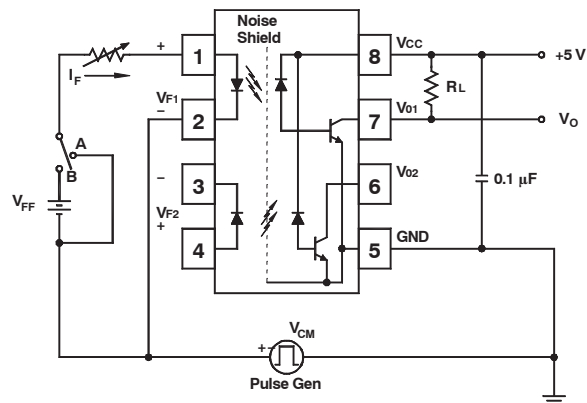 Noise
Shield
+
1
8
VCC
+5 V
IF
RL
VF1
–
2
7
V01
VO
A
B
–
3
6
V02
0.1 µF
VFF
VF2
+
4
5
GND
VCM
+–
Pulse Gen